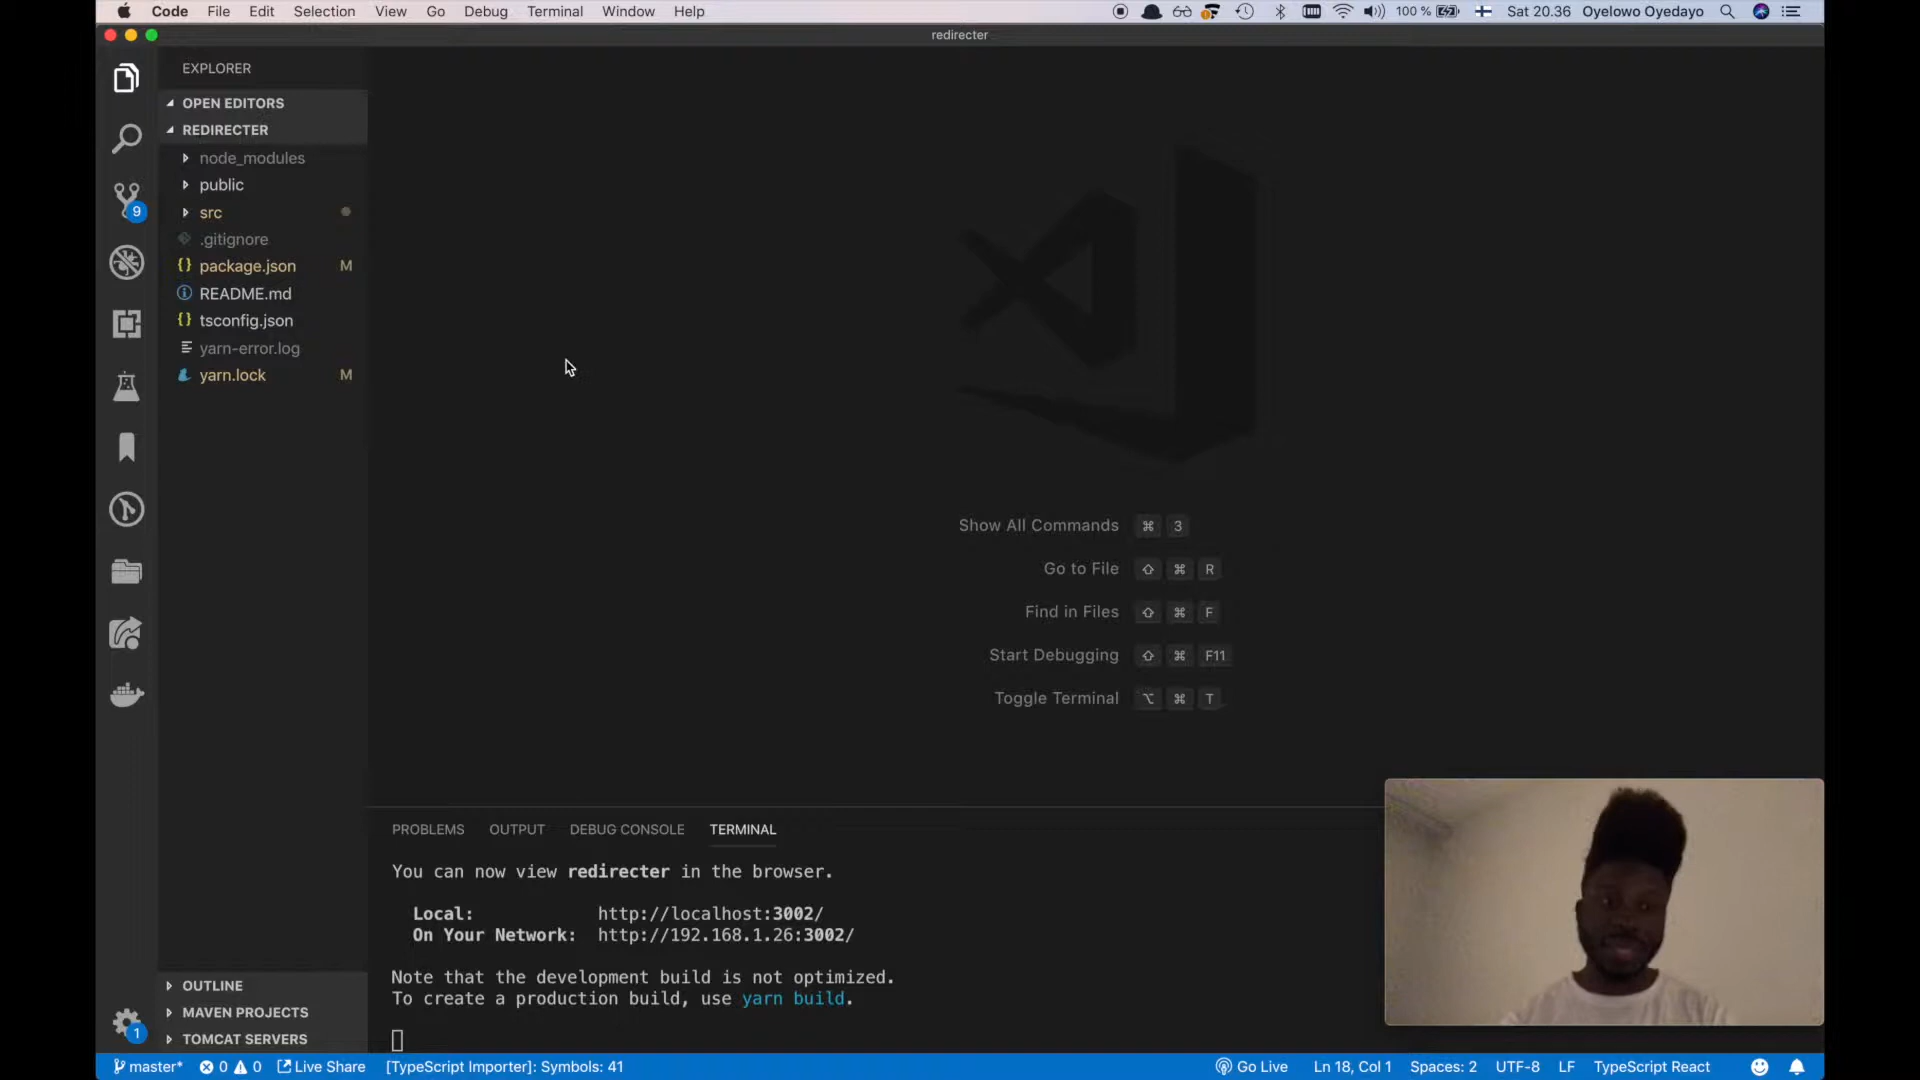 Code File Edit Selection View Go Debug Terminal Window Help 100 % Sat 20.36 Oyelowo Oyedayo
redirecter
EXPLORER
OPEN EDITORS
REDIRECTER
node_modules
public
src
.gitignore
package.json M
README.md
tsconfig.json
yarn-error.log
yarn.lock M
9
OUTLINE
MAVEN PROJECTS
TOMCAT SERVERS
1
Show All Commands ⌘ 3
Go to File ⇧ ⌘ R
Find in Files ⇧ ⌘ F
Start Debugging ⇧ ⌘ F11
Toggle Terminal ⌥ ⌘ T
PROBLEMS OUTPUT DEBUG CONSOLE TERMINAL
You can now view redirecter in the browser.
Local: http://localhost:3002/
On Your Network: http://192.168.1.26:3002/
Note that the development build is not optimized.
To create a production build, use yarn build.
master* 0 0 Live Share [TypeScript Importer]: Symbols: 41 Go Live Ln 18, Col 1 Spaces: 2 UTF-8 LF TypeScript React